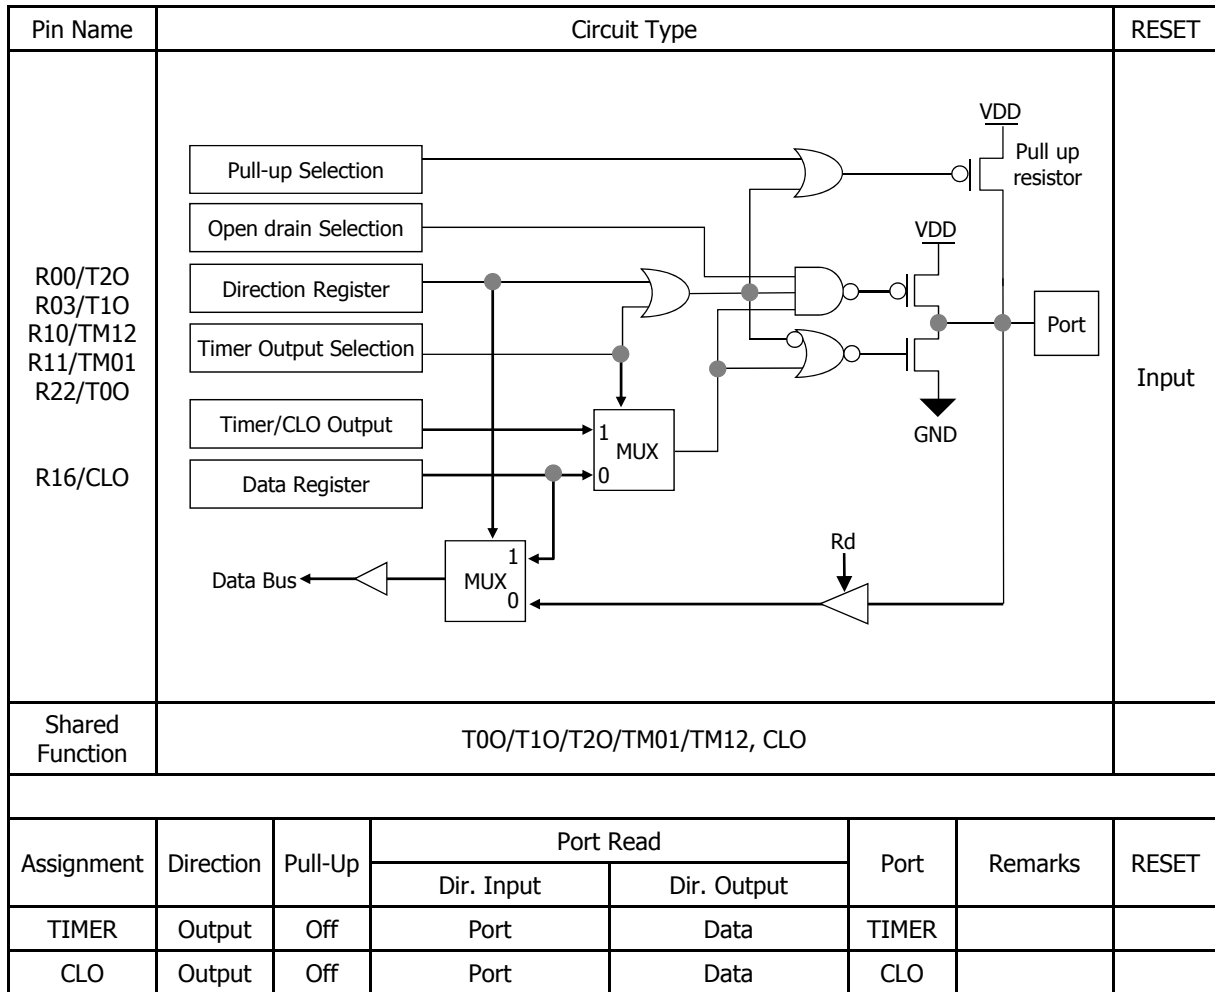 Pin Name
Circuit Type
RESET
R00/T2O
R03/T1O
R10/TM12
R11/TM01
R22/T0O
R16/CLO
VDD
Pull up
resistor
Pull-up Selection
Open drain Selection
VDD
Direction Register
Port
Timer Output Selection
Timer/CLO Output
1
MUX
0
GND
Data Register
Rd
1
MUX
0
Data Bus
Input
Shared
Function
T0O/T1O/T2O/TM01/TM12, CLO
Assignment
Direction
Pull-Up
Port Read
Dir. Input
Dir. Output
Port
Remarks
RESET
TIMER
Output
Off
Port
Data
TIMER
CLO
Output
Off
Port
Data
CLO